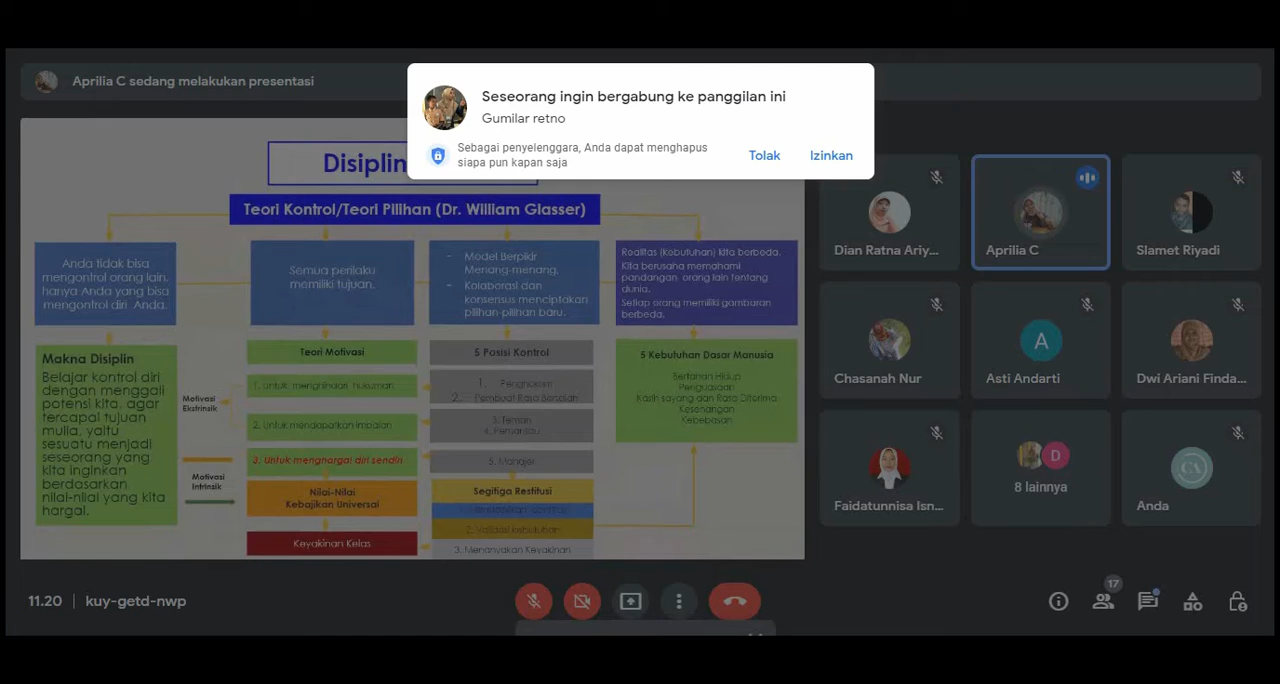 Aprilia C sedang melakukan presentasi
Seseorang ingin bergabung ke panggilan ini
Gumilar retno
Sebagai penyelenggara, Anda dapat menghapus
siapa pun kapan saja
Tolak
Izinkan
Disiplin
Teori Kontrol/Teori Pilihan (Dr. William Glasser)
Anda tidak bisa
mengontrol orang lain,
hanya Anda yang bisa
mengontrol diri Anda.
Semua perilaku
memiliki tujuan.
- Model Berpikir
Menang-menang,
- Kolaborasi dan
konsensus menciptakan
pilihan-pilihan baru.
Realitas (Kebutuhan) kita berbeda.
Kita berusaha memahami
pandangan orang lain tentang
dunia.
Setiap orang memiliki gambaran
berbeda.
Makna Disiplin
Belajar kontrol diri
dengan menggali
potensi kita, agar
tercapai tujuan
mulia, yaitu
sesuatu menjadi
seseorang yang
kita inginkan
berdasarkan
nilai-nilai yang kita
hargai.
Motivasi
Ekstrinsik
Motivasi
Intrinsik
Teori Motivasi
1. Untuk menghindari hukuman
2. Untuk mendapatkan imbalan
3. Untuk menghargai diri sendiri
Nilai-Nilai
Kebajikan Universal
Keyakinan Kelas
5 Posisi Kontrol
1. Penghukum
2. Pembuat Rasa Bersalah
3. Teman
4. Pemantau
5. Manajer
Segitiga Restitusi
2. Validasi kebutuhan
3. Menanyakan Keyakinan
5 Kebutuhan Dasar Manusia
Bertahan Hidup
Penguasaan
Kasih sayang dan Rasa Diterima
Kesenangan
Kebebasan
Dian Ratna Ariy...
Aprilia C
Slamet Riyadi
Chasanah Nur
A
Asti Andarti
Dwi Ariani Finda...
Faidatunnisa Isn...
D
8 lainnya
CA
Anda
11.20 | kuy-getd-nwp
17